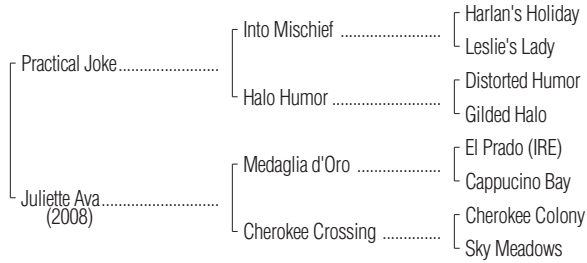 Harlan's Holiday
Into Mischief ........................
Leslie's Lady
Practical Joke........................
Distorted Humor
Halo Humor ..........................
Gilded Halo
El Prado (IRE)
Medaglia d'Oro ....................
Cappucino Bay
Juliette Ava............................
(2008)
Cherokee Colony
Cherokee Crossing ...............
Sky Meadows